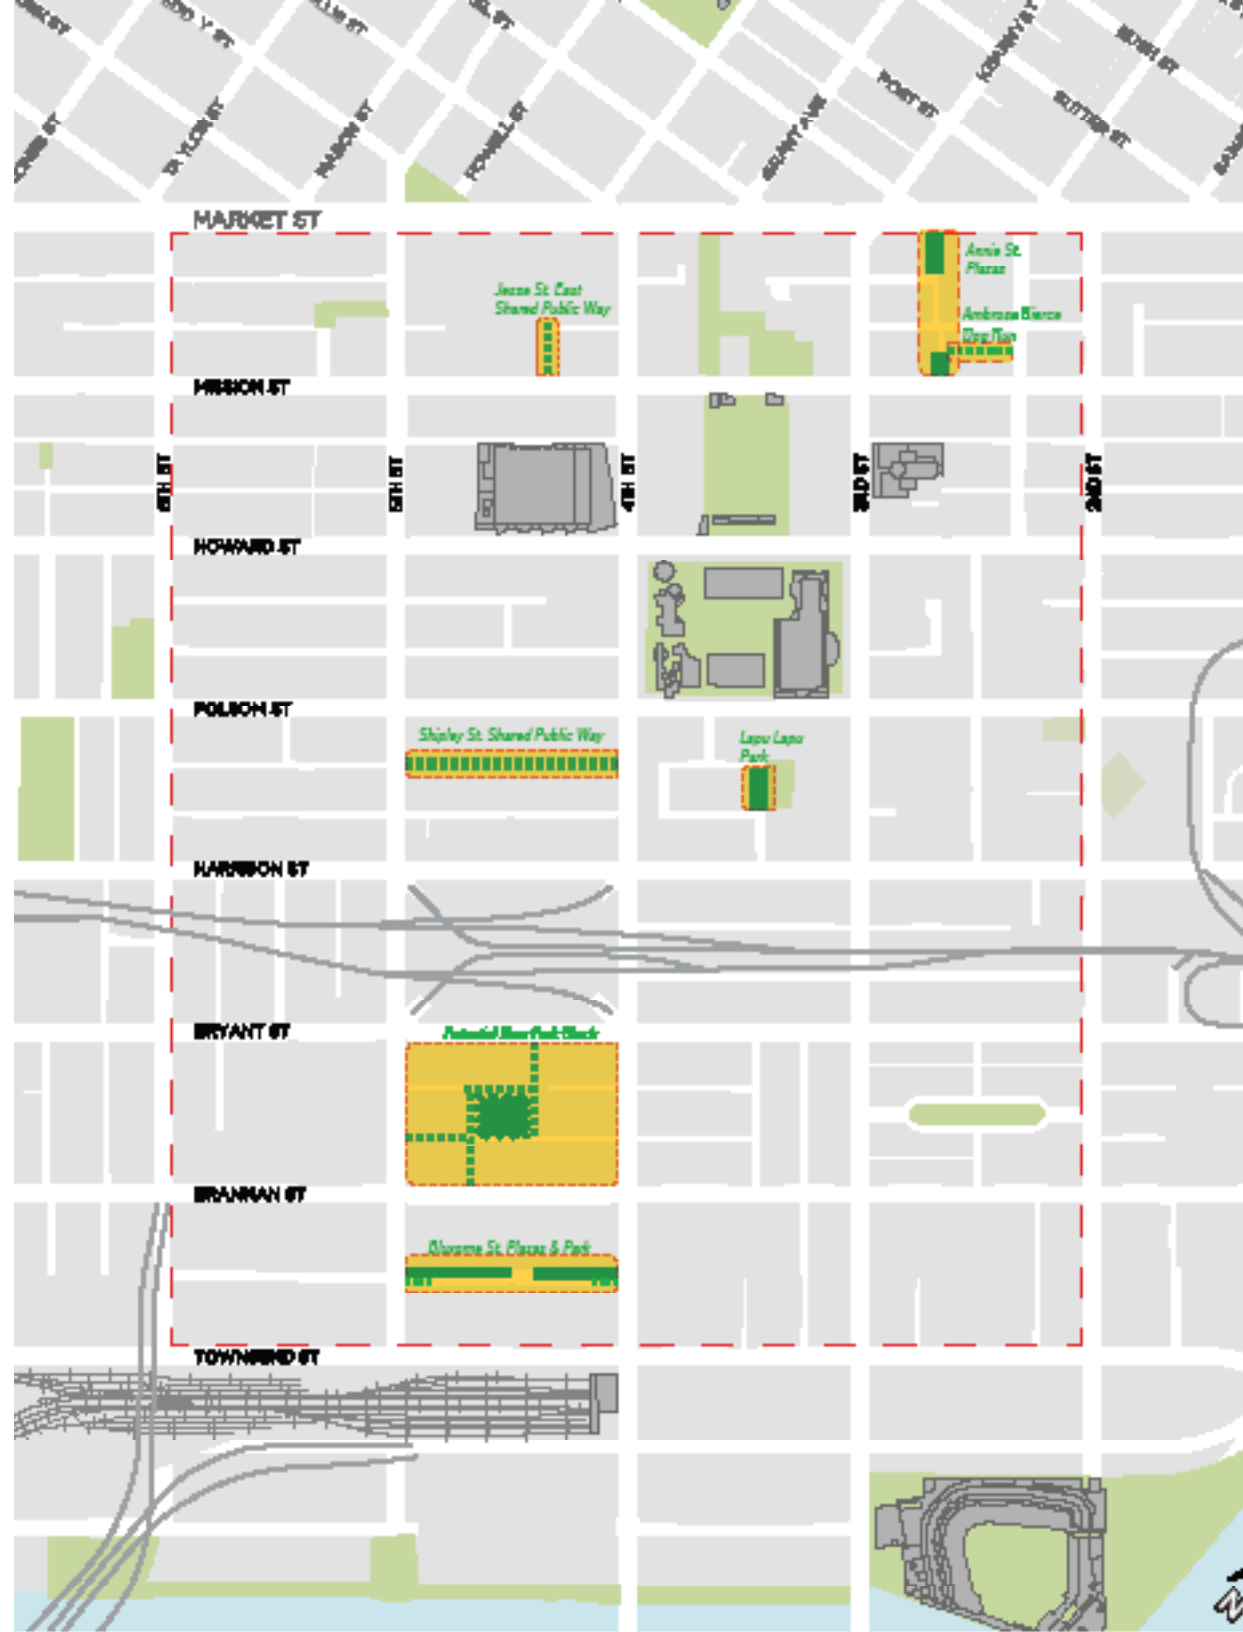 POST ST
GRANT AVE
KEARNY ST
BUSH ST
SUTTER ST
TAYLOR ST
MASON ST
POWELL ST
MARKET ST
Annie St.
Plazas
Jessie St. East
Shared Public Way
Ambrose Bierce
Dog Run
MISSION ST
6TH ST
5TH ST
4TH ST
3RD ST
2ND ST
HOWARD ST
FOLSOM ST
Shipley St. Shared Public Way
Lapu Lapu
Park
HARRISON ST
BRYANT ST
Potential New Park Block
BRANNAN ST
Bluxome St. Plazas & Park
TOWNSEND ST
N